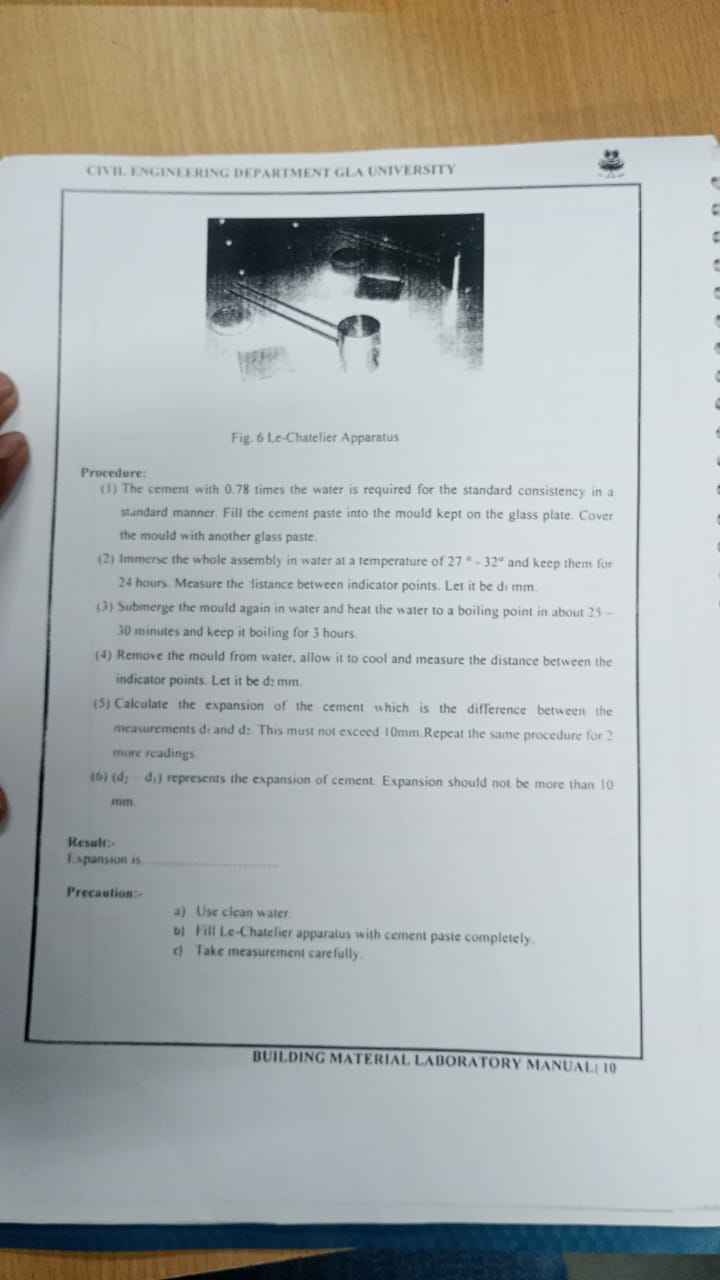 CIVIL ENGINEERING DEPARTMENT GLA UNIVERSITY
Fig. 6 Le-Chatelier Apparatus
Procedure:
(1) The cement with 0.78 times the water is required for the standard consistency in a
standard manner. Fill the cement paste into the mould kept on the glass plate. Cover
the mould with another glass paste.
(2) Immerse the whole assembly in water at a temperature of 27 ° - 32° and keep them for
24 hours. Measure the distance between indicator points. Let it be d₁ mm.
(3) Submerge the mould again in water and heat the water to a boiling point in about 25 –
30 minutes and keep it boiling for 3 hours.
(4) Remove the mould from water, allow it to cool and measure the distance between the
indicator points. Let it be d₂ mm.
(5) Calculate the expansion of the cement which is the difference between the
measurements d₁ and d₂. This must not exceed 10mm.Repeat the same procedure for 2
more readings.
(6) (d₂ - d₁) represents the expansion of cement. Expansion should not be more than 10
mm.
Result:-
Expansion is....................................
Precaution:-
a) Use clean water.
b) Fill Le-Chatelier apparatus with cement paste completely.
c) Take measurement carefully.
BUILDING MATERIAL LABORATORY MANUAL| 10